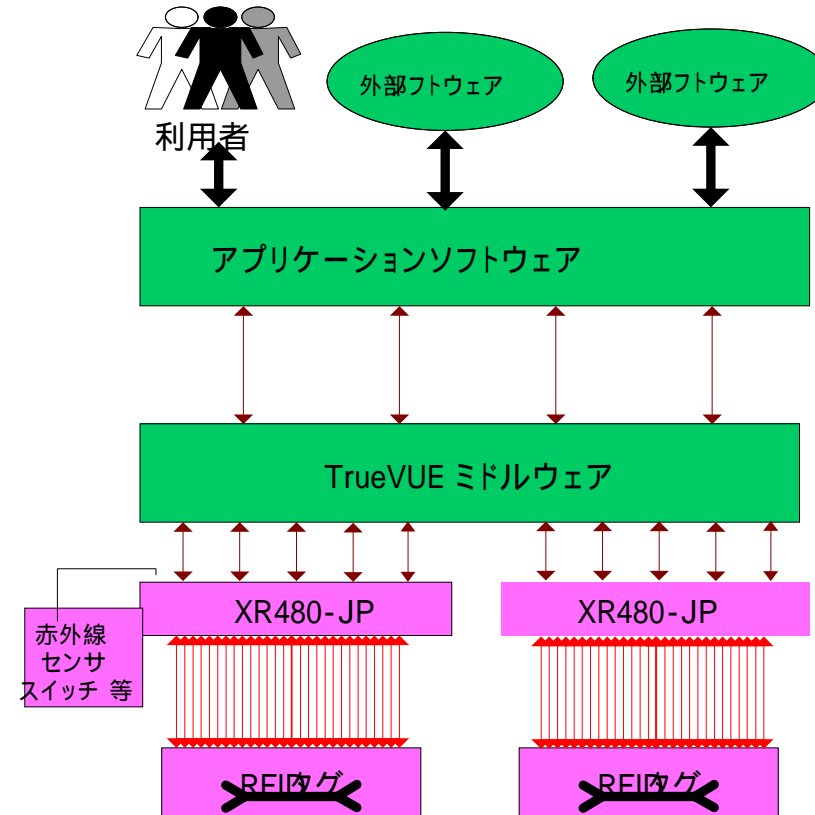 外部フトウェア
外部フトウェア
利用者
アプリケーションソフトウェア
TrueVUE ミドルウェア
XR480-JP
XR480-JP
赤外線
センサ
スイッチ 等
RFIDタグ
RFIDタグ